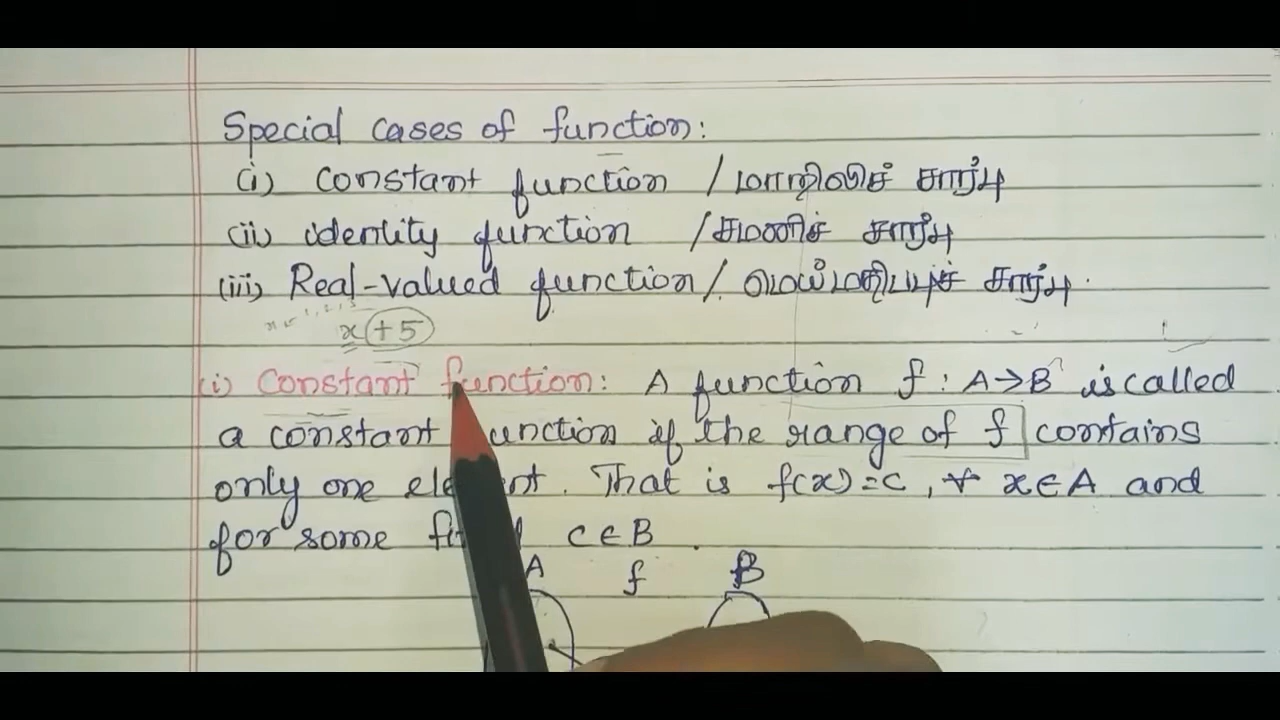 Special cases of function:
(i) constant function / மாறிலிச் சார்பு
(ii) identity function / சமனிச் சார்பு
(iii) Real-valued function / மெய்மதிப்புச் சார்பு.
x + 5
(i) Constant function: A function f : A→B is called
a constant function if the range of f contains
only one element. That is f(x) = c, ∀ x∈A and
for some c∈B.
A f B